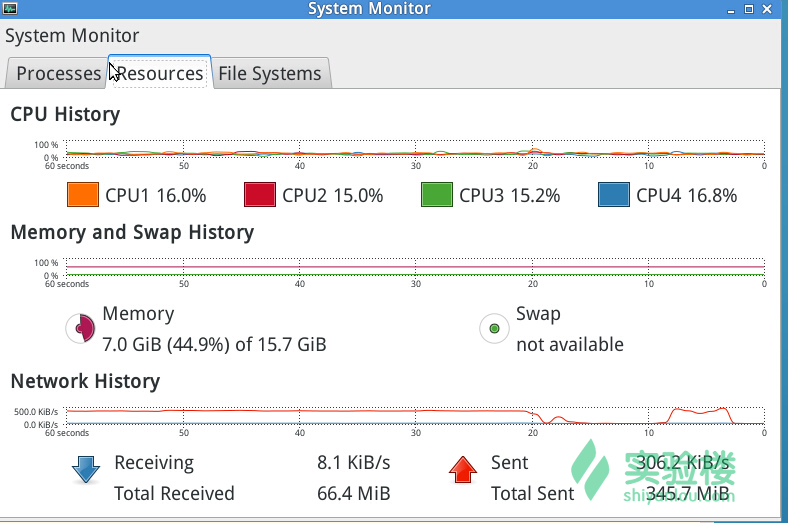 System Monitor
System Monitor
Processes Resources File Systems
CPU History
100 %
0 %
60 seconds 50 40 30 20 10 0
CPU1 16.0% CPU2 15.0% CPU3 15.2% CPU4 16.8%
Memory and Swap History
100 %
0 %
60 seconds 50 40 30 20 10 0
Memory Swap
7.0 GiB (44.9%) of 15.7 GiB not available
Network History
500.0 KiB/s
0.0 KiB/s
60 seconds 50 40 30 20 10 0
Receiving 8.1 KiB/s Sent 306.2 KiB/s
Total Received 66.4 MiB Total Sent 345.7 MiB
实验楼
shiyanlou.com